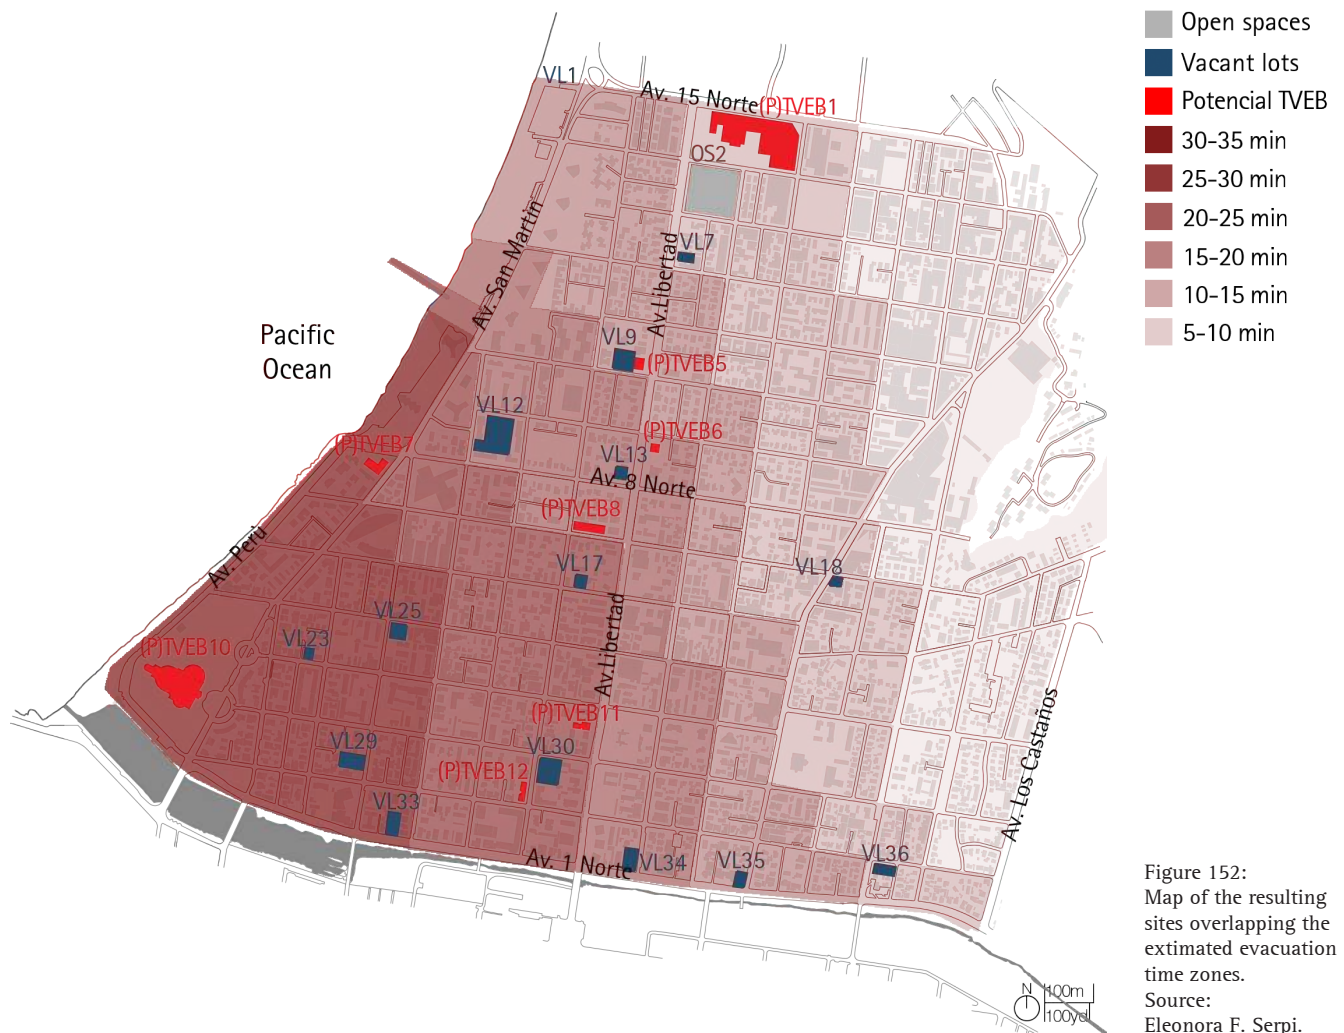 Open spaces
Vacant lots
Potencial TVEB
30-35 min
25-30 min
20-25 min
15-20 min
10-15 min
5-10 min
VL1
Av. 15 Norte
(P)TVEB1
OS2
Av. San Martin
Av.Libertad
VL7
Pacific
Ocean
VL9
(P)TVEB5
VL12
(P)TVEB6
(P)TVEB7
VL13
Av. 8 Norte
(P)TVEB8
Av. Perù
VL17
VL18
VL25
Av.Libertad
VL23
(P)TVEB10
(P)TVEB11
VL29
VL30
(P)TVEB12
Av. Los Castaños
VL33
Av. 1 Norte
VL34
VL35
VL36
N
100m
100yd
Figure 152:
Map of the resulting
sites overlapping the
extimated evacuation
time zones.
Source:
Eleonora F. Serpi.